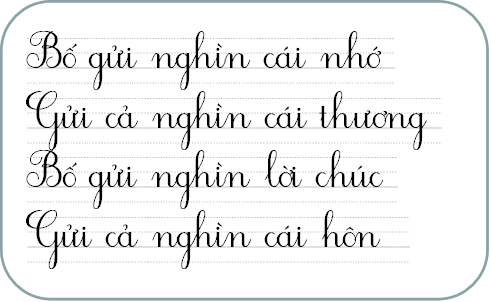 Bố gửi nghìn cái nhớ
Gửi cả nghìn cái thương
Bố gửi nghìn lời chúc
Gửi cả nghìn cái hôn